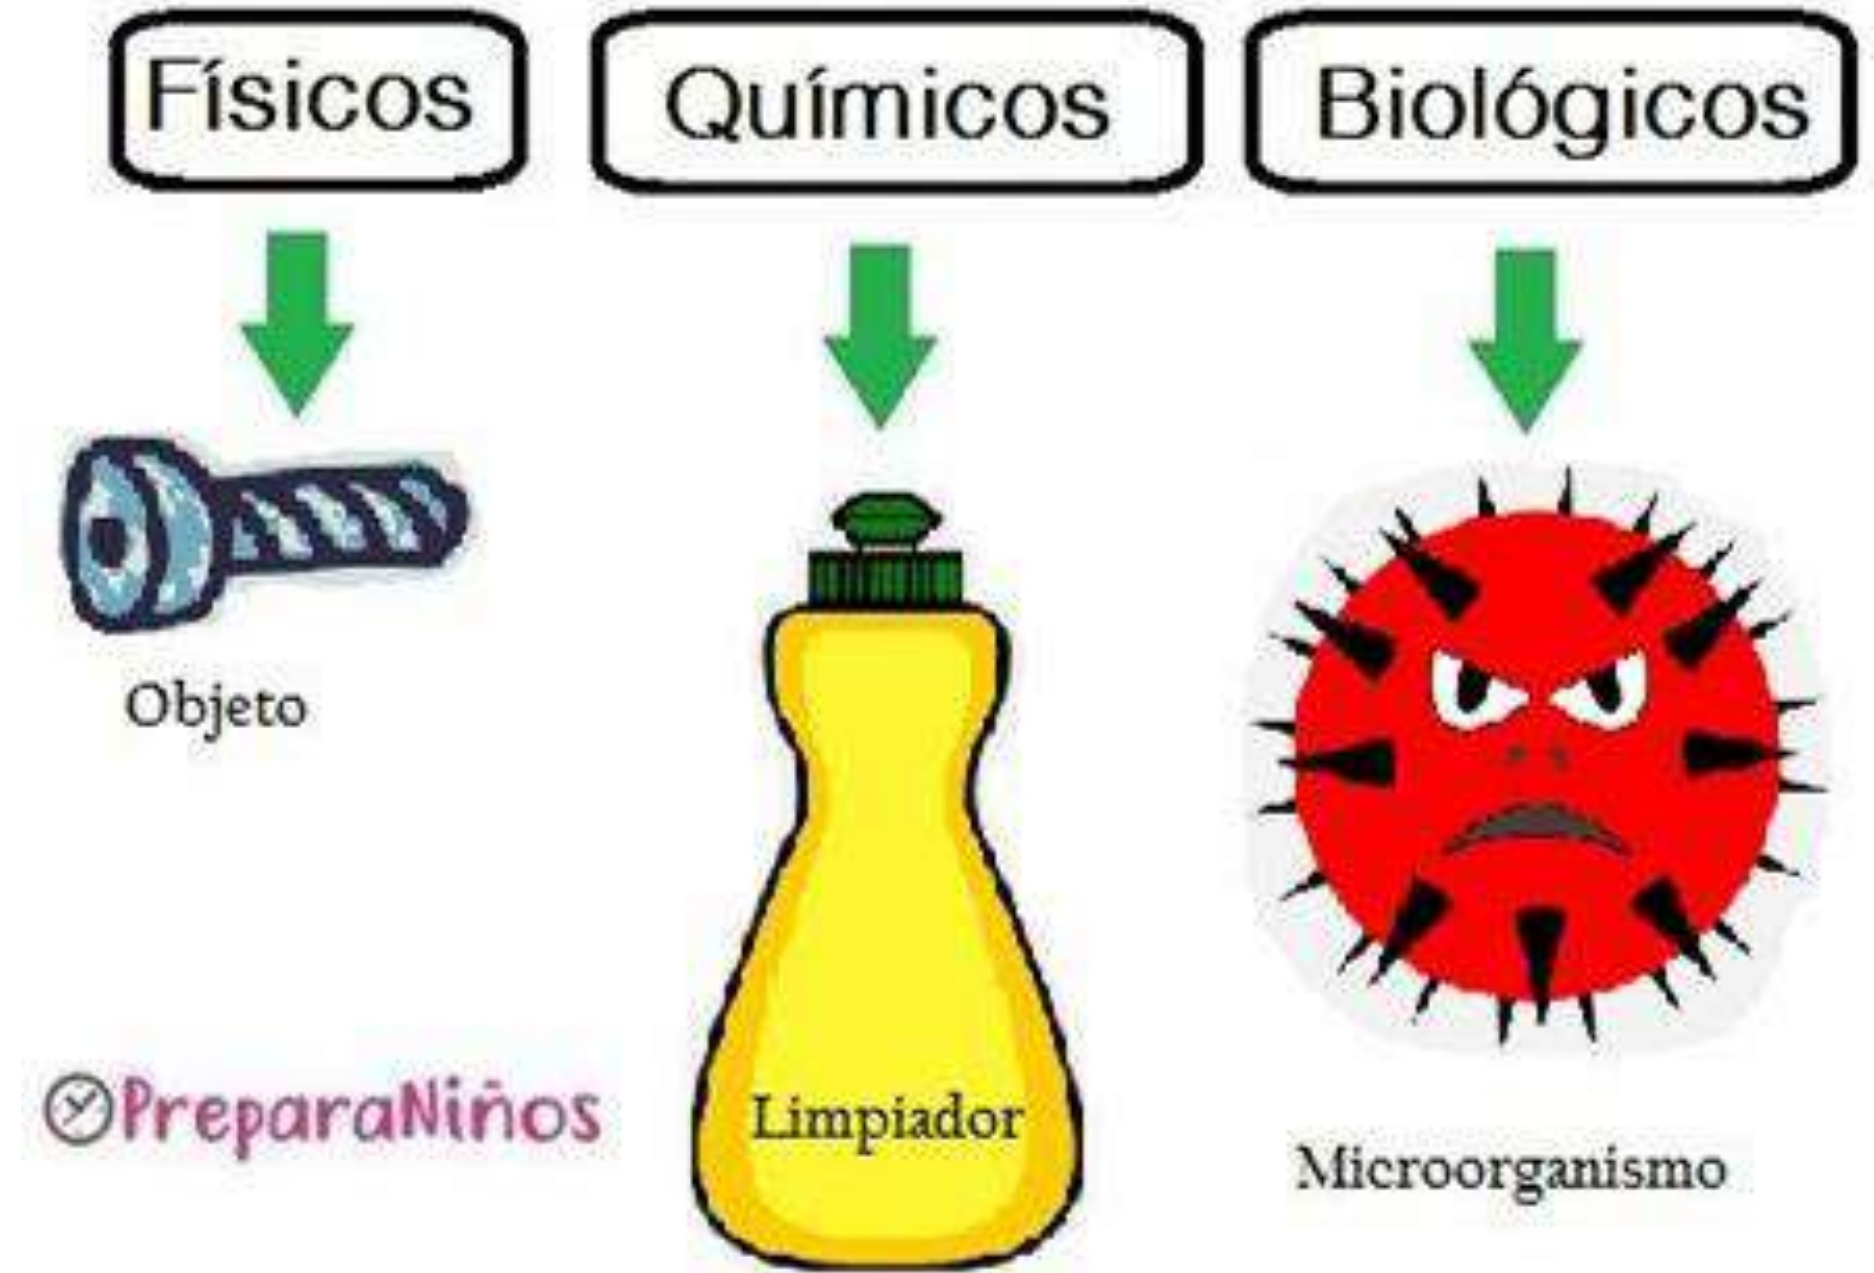 Físicos
Químicos
Biológicos
Objeto
Limpiador
Microorganismo
PreparaNiños